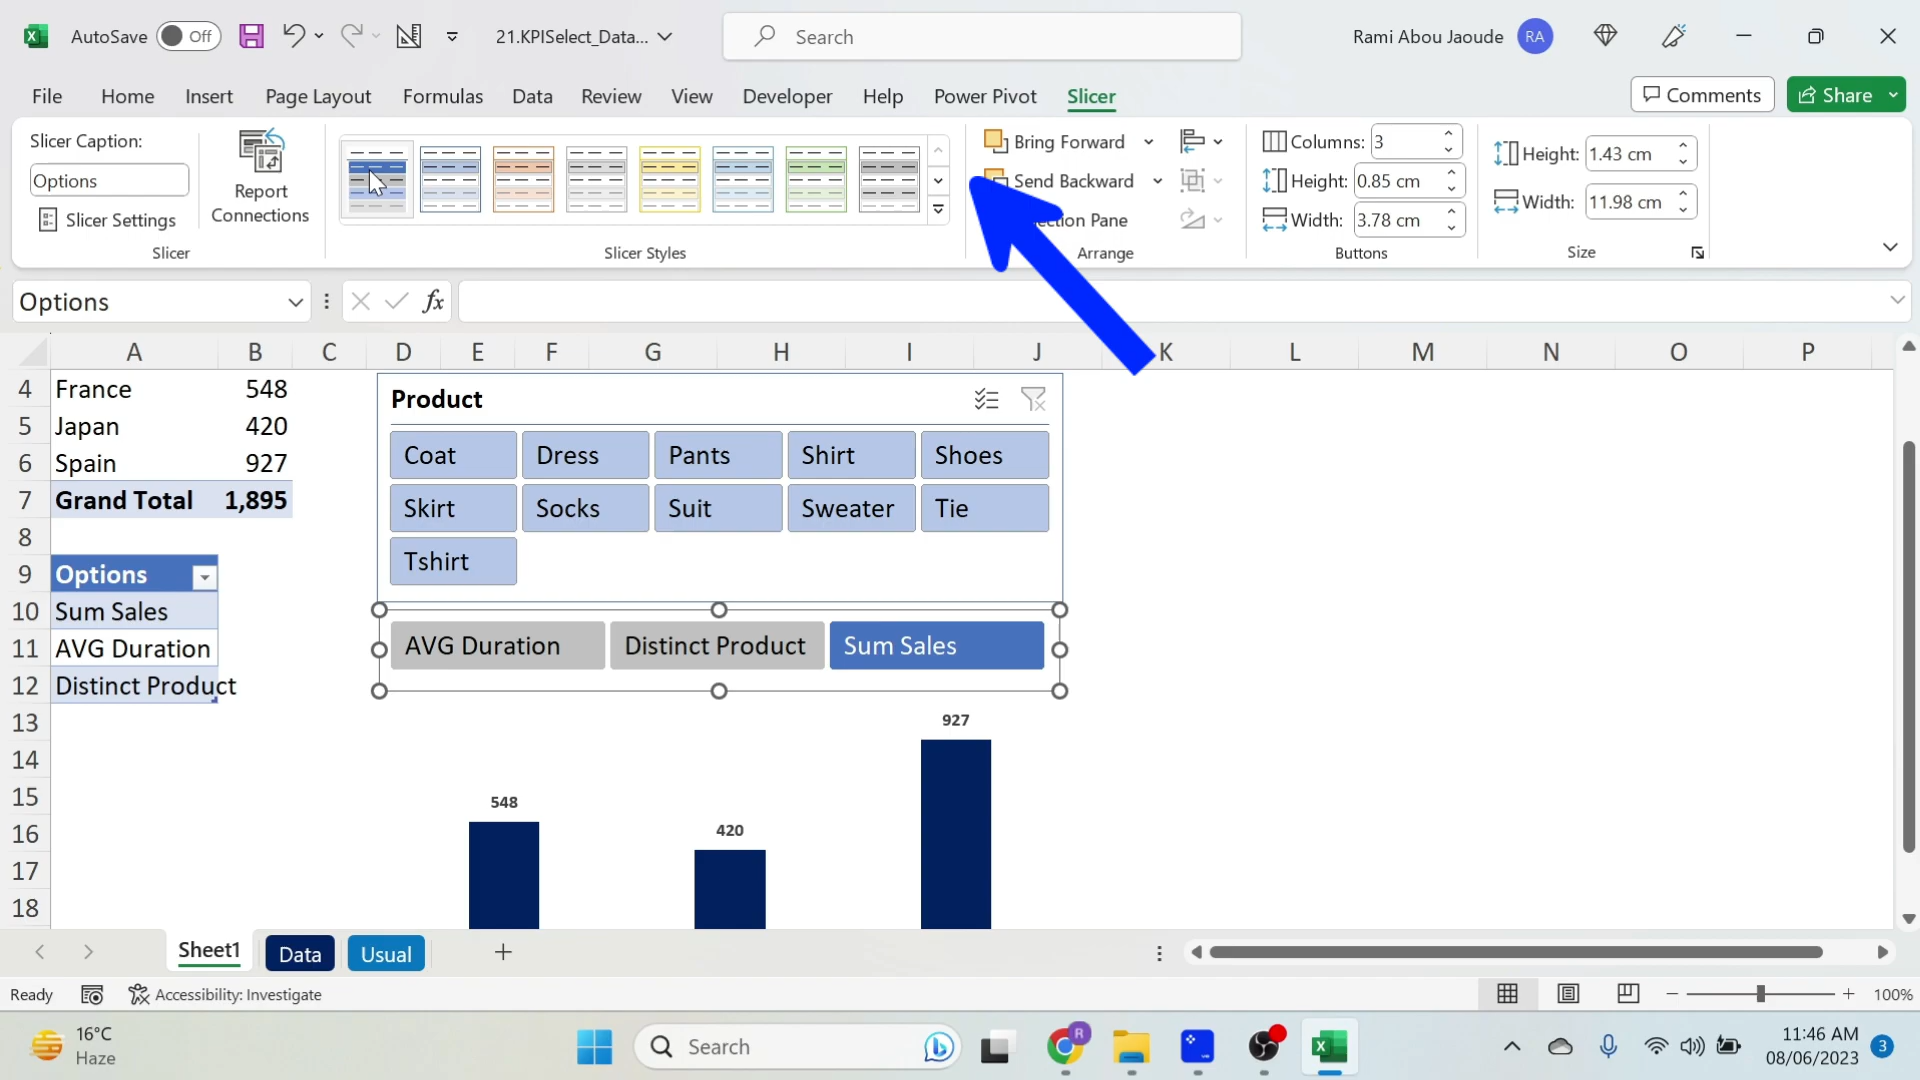 AutoSave Off 21.KPISelect_Data... Search Rami Abou Jaoude RA
File Home Insert Page Layout Formulas Data Review View Developer Help Power Pivot Slicer Comments Share
Slicer Caption:
Options
Slicer Settings
Report
Connections
Slicer
Slicer Styles
Bring Forward
Send Backward
ection Pane
Arrange
Columns: 3
Height: 0.85 cm
Width: 3.78 cm
Buttons
Height: 1.43 cm
Width: 11.98 cm
Size
Options fx
A B C D E F G H I J K L M N O P
4 France 548
5 Japan 420
6 Spain 927
7 Grand Total 1,895
8
9 Options
10 Sum Sales
11 AVG Duration
12 Distinct Product
13
14
15
16
17
18
Product
Coat Dress Pants Shirt Shoes
Skirt Socks Suit Sweater Tie
Tshirt
AVG Duration Distinct Product Sum Sales
927
548
420
Sheet1 Data Usual
Ready Accessibility: Investigate 100%
16°C
Haze
Search
R
11:46 AM
08/06/2023
3